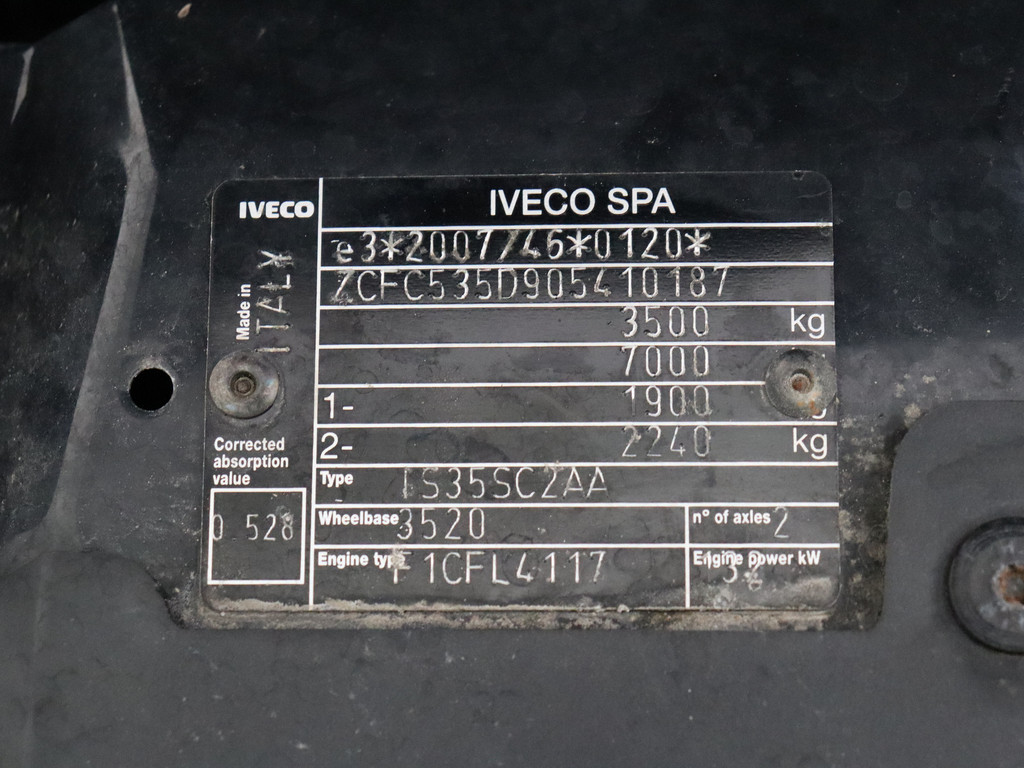 IVECO
IVECO SPA
e3*2007/46*0120*
ZCFC535D905410187
Made in ITALY
3500 kg
7000
1- 1900
2- 2240 kg
Corrected
absorption
value
0 528
Type IS35SC2AA
Wheelbase 3520
n° of axles 2
Engine type F1CFL4117
Engine power kW